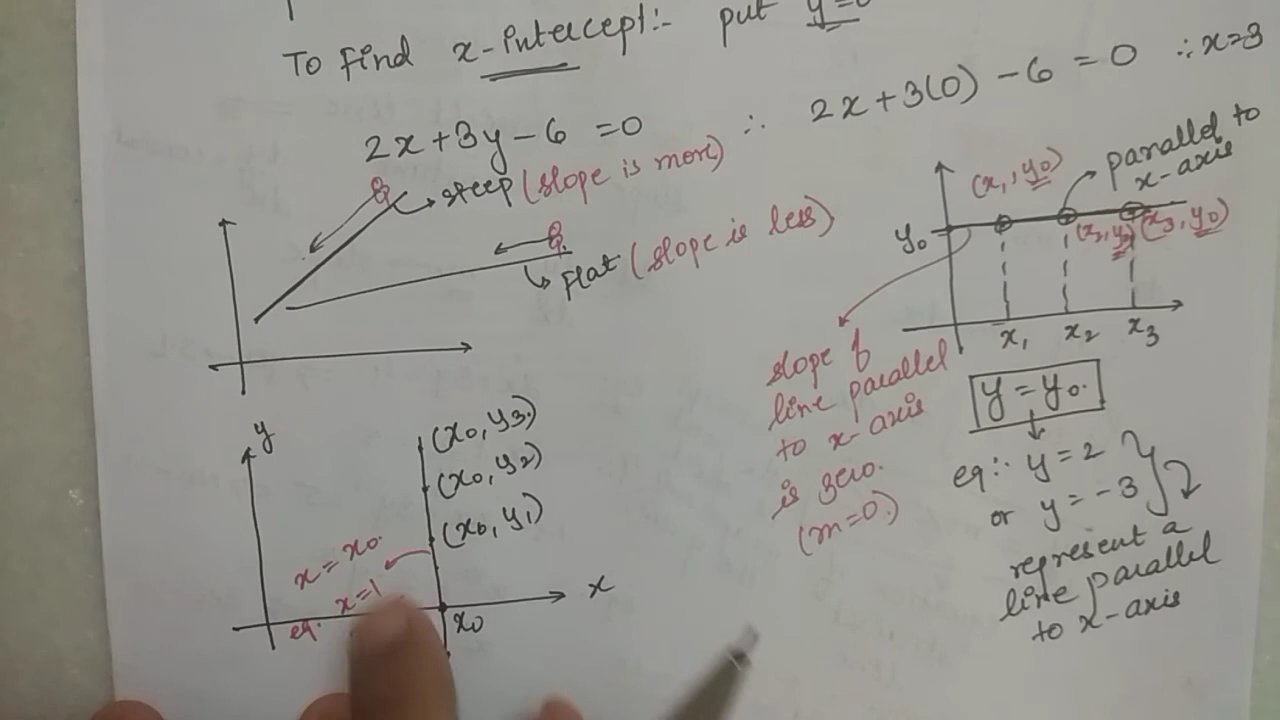 To Find x-intercept:- put y=0
2x+3y-6 =0 ∴ 2x+3(0)-6=0 ∴x=3
steep (slope is more)
Flat (slope is less)
(x1,y0) parallel to
x-axis
y0 (x2,y0) (x3,y0)
x1 x2 x3
slope of
line parallel
to x-axis
is zero.
(m=0.)
y=y0.
eg:- y=2
or y=-3
represent a
line parallel
to x-axis
y
(x0,y3)
(x0,y2)
(x0,y1)
x=x0.
eg. x=1
x0 x